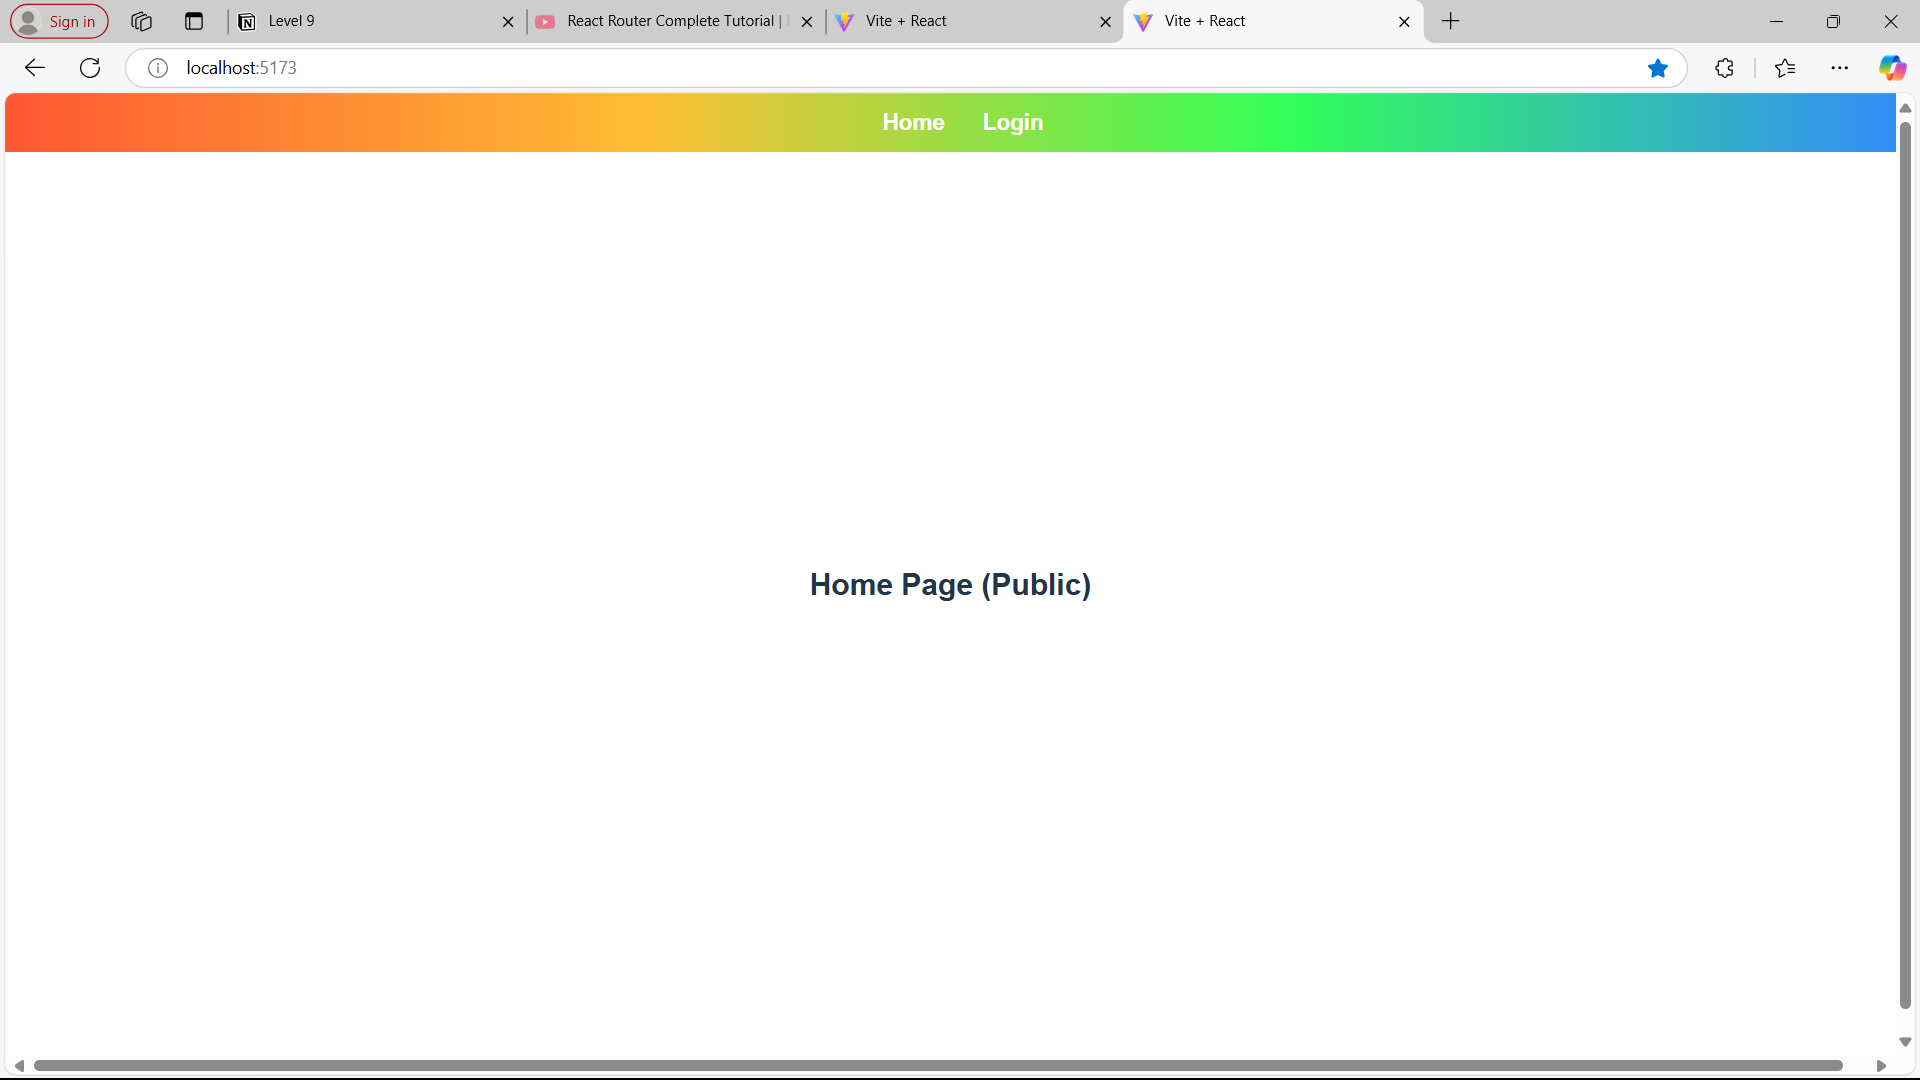 Sign in
Level 9
React Router Complete Tutorial |
Vite + React
Vite + React
localhost:5173
Home
Login
Home Page (Public)